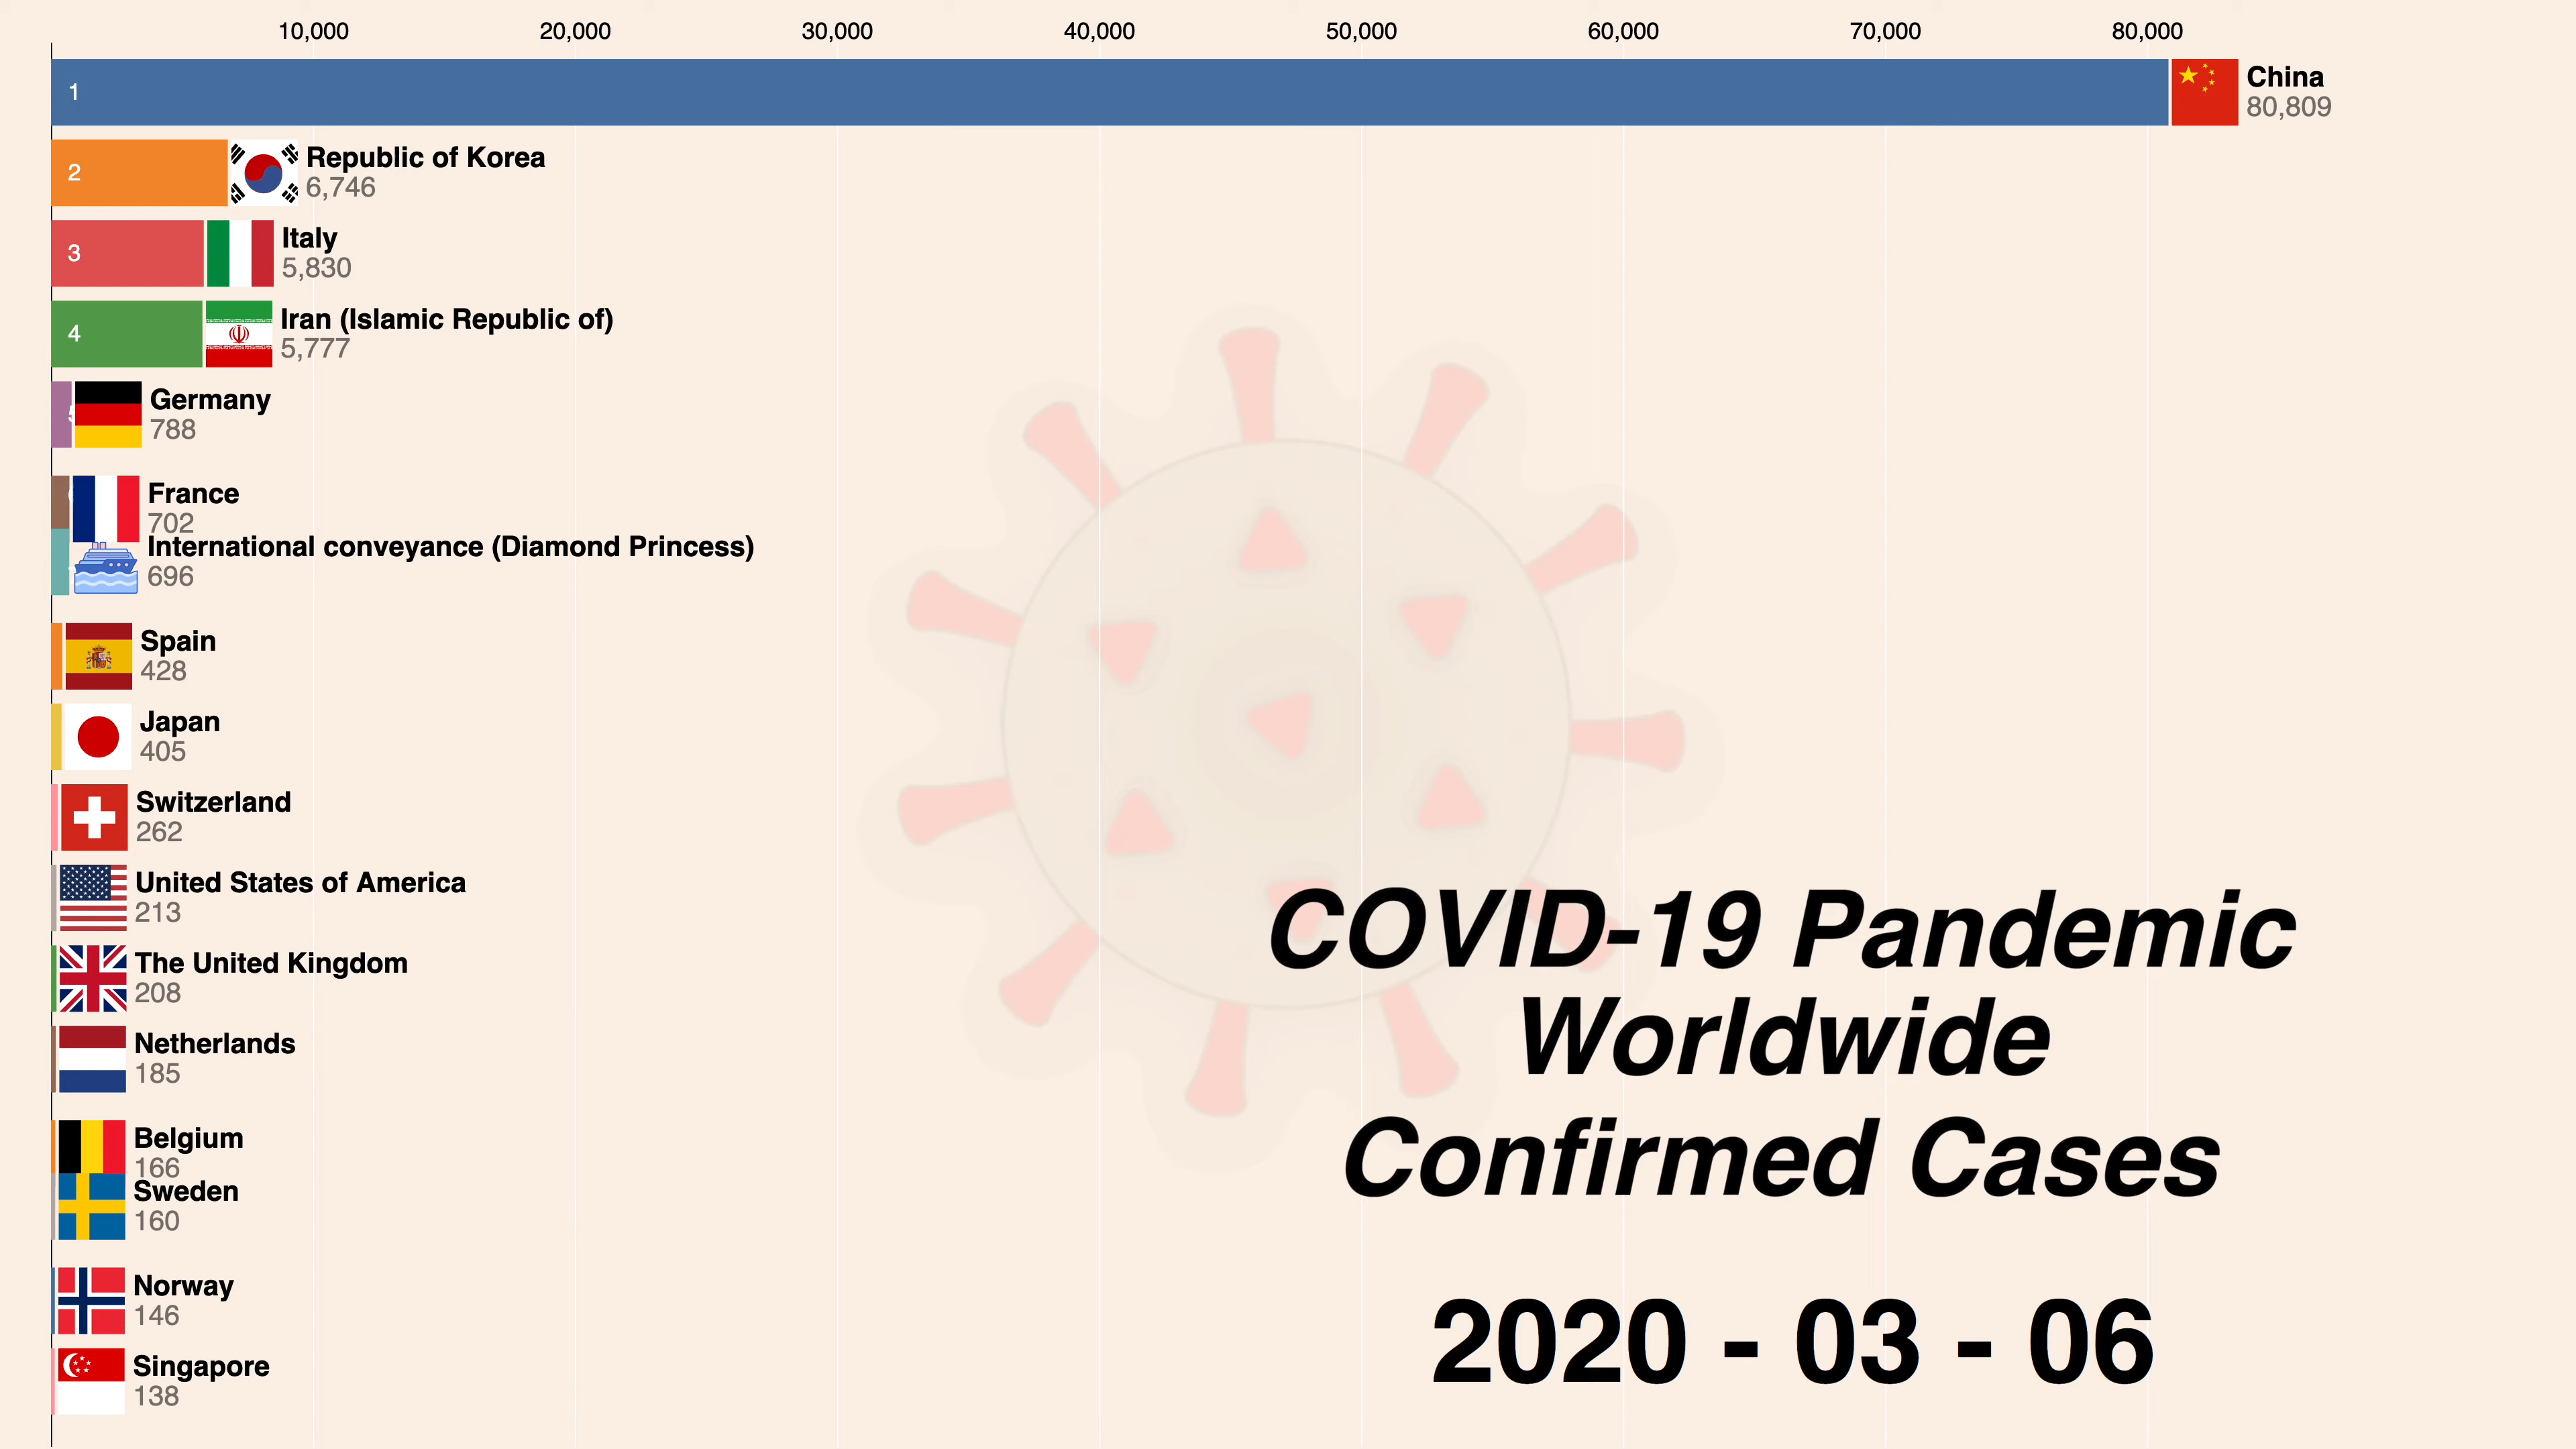 10,000 20,000 30,000 40,000 50,000 60,000 70,000 80,000
1
China
80,809
2
Republic of Korea
6,746
3
Italy
5,830
4
Iran (Islamic Republic of)
5,777
Germany
788
France
702
International conveyance (Diamond Princess)
696
Spain
428
Japan
405
Switzerland
262
United States of America
213
The United Kingdom
208
Netherlands
185
Belgium
166
Sweden
160
Norway
146
Singapore
138
COVID-19 Pandemic
Worldwide
Confirmed Cases
2020 - 03 - 06